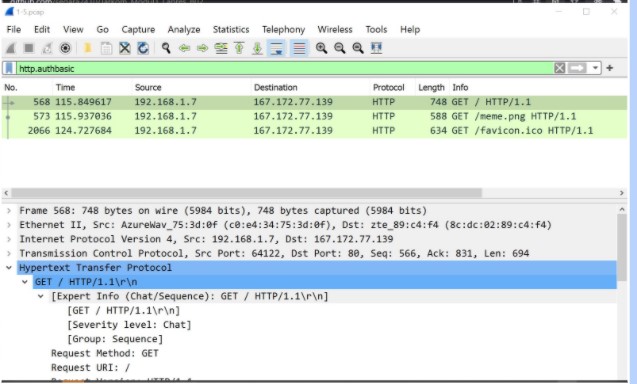 1-5.pcap
File Edit View Go Capture Analyze Statistics Telephony Wireless Tools Help
http.authbasic
No. Time Source Destination Protocol Length Info
568 115.849617 192.168.1.7 167.172.77.139 HTTP 748 GET / HTTP/1.1
573 115.937036 192.168.1.7 167.172.77.139 HTTP 588 GET /meme.png HTTP/1.1
2066 124.727684 192.168.1.7 167.172.77.139 HTTP 634 GET /favicon.ico HTTP/1.1
Frame 568: 748 bytes on wire (5984 bits), 748 bytes captured (5984 bits)
Ethernet II, Src: AzureWav_75:3d:0f (c0:e4:34:75:3d:0f), Dst: zte_89:c4:f4 (8c:dc:02:89:c4:f4)
Internet Protocol Version 4, Src: 192.168.1.7, Dst: 167.172.77.139
Transmission Control Protocol, Src Port: 64122, Dst Port: 80, Seq: 566, Ack: 831, Len: 694
Hypertext Transfer Protocol
GET / HTTP/1.1\r\n
[Expert Info (Chat/Sequence): GET / HTTP/1.1\r\n]
[GET / HTTP/1.1\r\n]
[Severity level: Chat]
[Group: Sequence]
Request Method: GET
Request URI: /